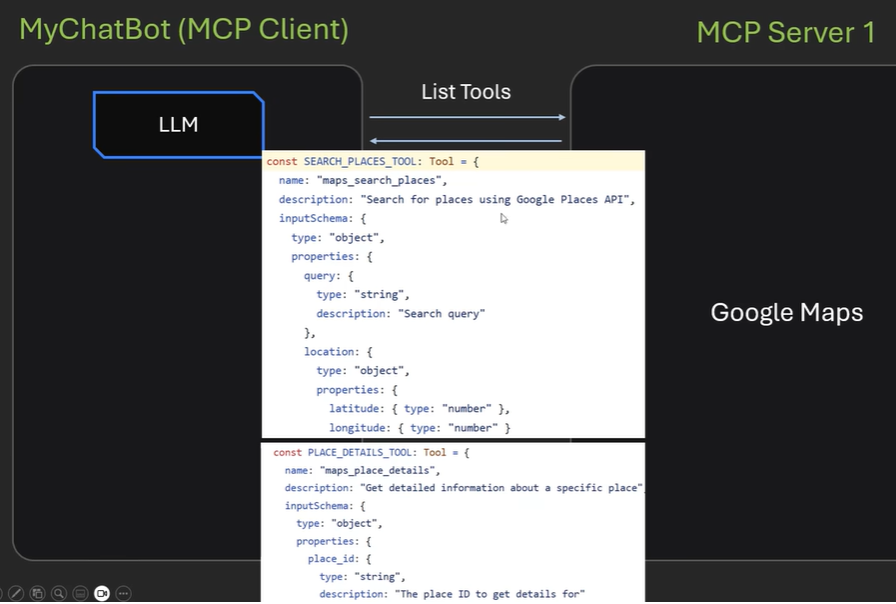 MyChatBot (MCP Client)
MCP Server 1
LLM
List Tools
const SEARCH_PLACES_TOOL: Tool = {
name: "maps_search_places",
description: "Search for places using Google Places API",
inputSchema: {
type: "object",
properties: {
query: {
type: "string",
description: "Search query"
},
location: {
type: "object",
properties: {
latitude: { type: "number" },
longitude: { type: "number" }
Google Maps
const PLACE_DETAILS_TOOL: Tool = {
name: "maps_place_details",
description: "Get detailed information about a specific place",
inputSchema: {
type: "object",
properties: {
place_id: {
type: "string",
description: "The place ID to get details for"